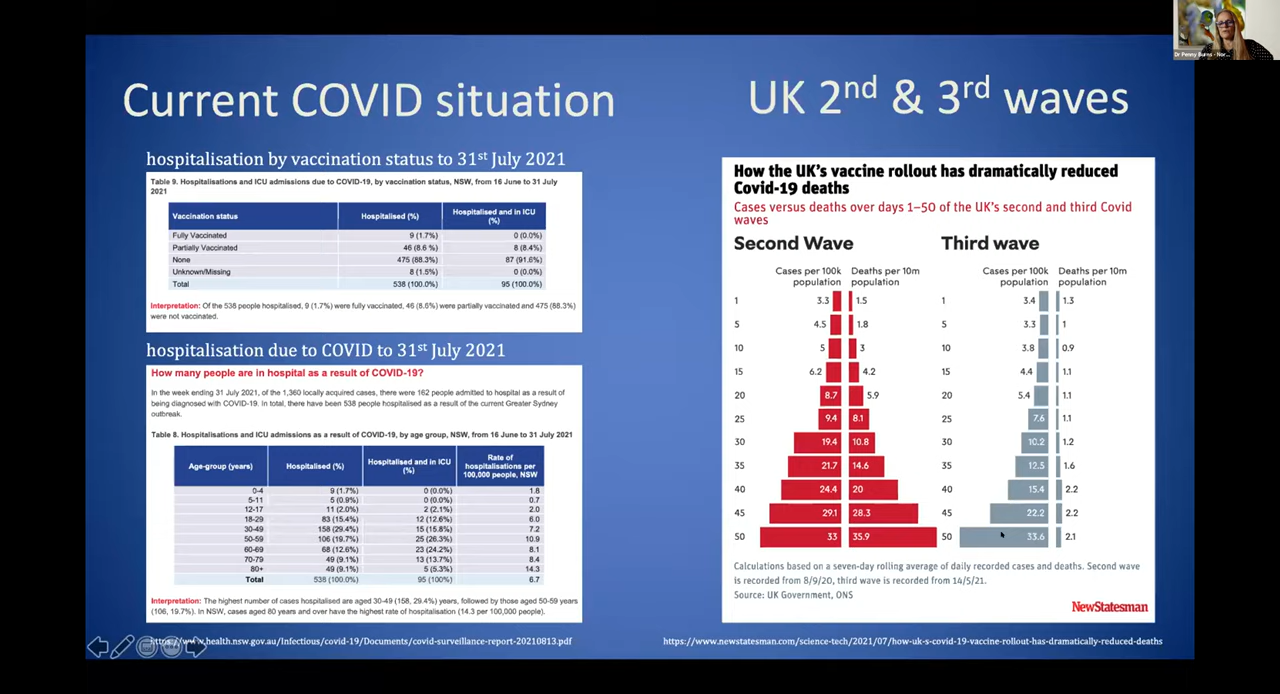 Dr Penny Burns - Nor...
Current COVID situation
hospitalisation by vaccination status to 31st July 2021
Table 9. Hospitalisations and ICU admissions due to COVID-19, by vaccination status, NSW, from 16 June to 31 July
2021
Vaccination status Hospitalised (%) Hospitalised and in ICU
(%)
Fully Vaccinated 9 (1.7%) 0 (0.0%)
Partially Vaccinated 46 (8.6 %) 8 (8.4%)
None 475 (88.3%) 87 (91.6%)
Unknown/Missing 8 (1.5%) 0 (0.0%)
Total 538 (100.0%) 95 (100.0%)
Interpretation: Of the 538 people hospitalised, 9 (1.7%) were fully vaccinated, 46 (8.6%) were partially vaccinated and 475 (88.3%)
were not vaccinated.
hospitalisation due to COVID to 31st July 2021
How many people are in hospital as a result of COVID-19?
In the week ending 31 July 2021, of the 1,360 locally acquired cases, there were 162 people admitted to hospital as a result of
being diagnosed with COVID-19. In total, there have been 538 people hospitalised as a result of the current Greater Sydney
outbreak.
Table 8. Hospitalisations and ICU admissions as a result of COVID-19, by age group, NSW, from 16 June to 31 July 2021
Age-group (years) Hospitalised (%) Hospitalised and in ICU
(%) Rate of
hospitalisations per
100,000 people, NSW
0-4 9 (1.7%) 0 (0.0%) 1.8
5-11 5 (0.9%) 0 (0.0%) 0.7
12-17 11 (2.0%) 2 (2.1%) 2.0
18-29 83 (15.4%) 12 (12.6%) 6.0
30-49 158 (29.4%) 15 (15.8%) 7.2
50-59 106 (19.7%) 25 (26.3%) 10.9
60-69 68 (12.6%) 23 (24.2%) 8.1
70-79 49 (9.1%) 13 (13.7%) 8.4
80+ 49 (9.1%) 5 (5.3%) 14.3
Total 538 (100.0%) 95 (100%) 6.7
Interpretation: The highest number of cases hospitalised are aged 30-49 (158, 29.4%) years, followed by those aged 50-59 years
(106, 19.7%). In NSW, cases aged 80 years and over have the highest rate of hospitalisation (14.3 per 100,000 people).
https://www.health.nsw.gov.au/Infectious/covid-19/Documents/covid-surveillance-report-20210813.pdf
UK 2nd & 3rd waves
How the UK's vaccine rollout has dramatically reduced
Covid-19 deaths
Cases versus deaths over days 1–50 of the UK's second and third Covid
waves
Second Wave Third wave
Cases per 100k Deaths per 10m Cases per 100k Deaths per 10m
population population population population
1 3.3 1.5 1 3.4 1.3
5 4.5 1.8 5 3.3 1
10 5 3 10 3.8 0.9
15 6.2 4.2 15 4.4 1.1
20 8.7 5.9 20 5.4 1.1
25 9.4 8.1 25 7.6 1.1
30 19.4 10.8 30 10.2 1.2
35 21.7 14.6 35 12.5 1.6
40 24.4 20 40 15.4 2.2
45 29.1 28.3 45 22.2 2.2
50 33 35.9 50 33.6 2.1
Calculations based on a seven-day rolling average of daily recorded cases and deaths. Second wave
is recorded from 8/9/20, third wave is recorded from 14/5/21.
Source: UK Government, ONS
NewStatesman
https://www.newstatesman.com/science-tech/2021/07/how-uk-s-covid-19-vaccine-rollout-has-dramatically-reduced-deaths